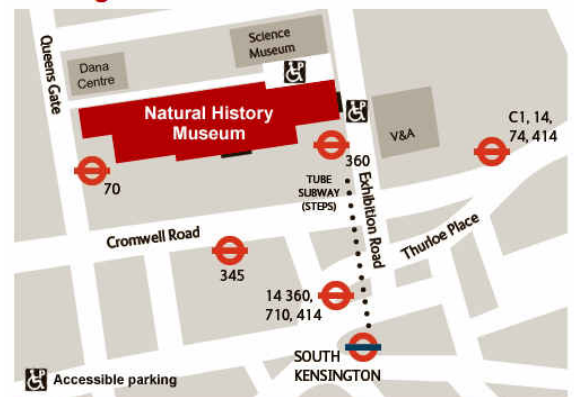 Queens Gate
Dana
Centre
Science
Museum
Natural History
Museum
V&A
C1, 14,
74, 414
360
70
TUBE
SUBWAY
(STEPS)
Exhibition Road
Cromwell Road
Thurloe Place
345
14 360,
710, 414
SOUTH
KENSINGTON
P
P
P
Accessible parking